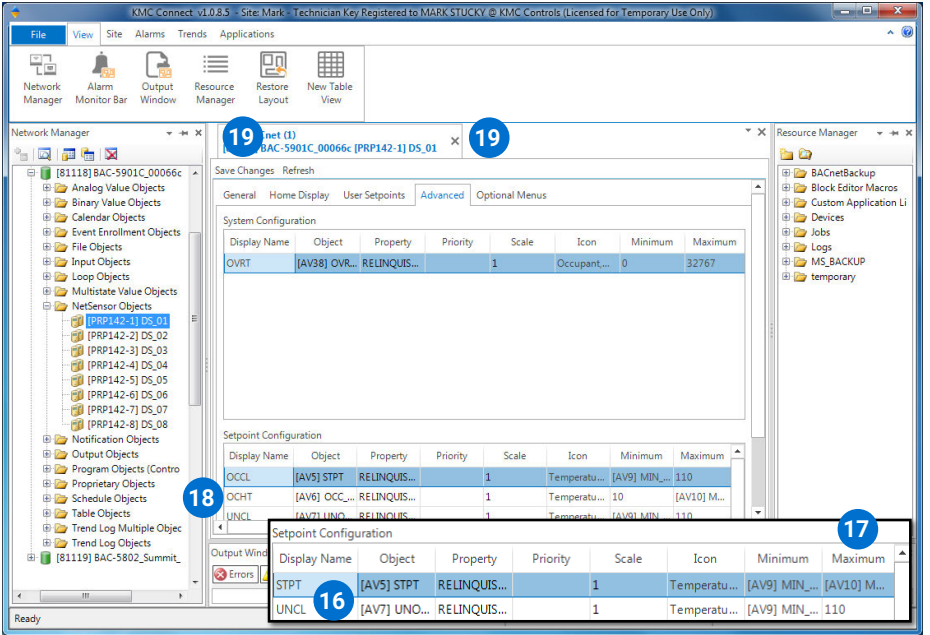 KMC Connect v1.0.8.5 - Site: Mark - Technician Key Registered to MARK STUCKY @ KMC Controls (Licensed for Temporary Use Only)
File View Site Alarms Trends Applications
Network Manager
Alarm Monitor Bar
Output Window
Resource Manager
Restore Layout
New Table View
Network Manager
[81118] BAC-5901C_00066c
Analog Value Objects
Binary Value Objects
Calendar Objects
Event Enrollment Objects
File Objects
Input Objects
Loop Objects
Multistate Value Objects
NetSensor Objects
[PRP142-1] DS_01
[PRP142-2] DS_02
[PRP142-3] DS_03
[PRP142-4] DS_04
[PRP142-5] DS_05
[PRP142-6] DS_06
[PRP142-7] DS_07
[PRP142-8] DS_08
Notification Objects
Output Objects
Program Objects (Contro
Proprietary Objects
Schedule Objects
Table Objects
Trend Log Multiple Objec
Trend Log Objects
[81119] BAC-5802_Summit_
19
net (1)
BAC-5901C_00066c [PRP142-1] DS_01
19
Save Changes Refresh
General Home Display User Setpoints Advanced Optional Menus
System Configuration
Display Name Object Property Priority Scale Icon Minimum Maximum
OVRT [AV38] OVR... RELINQUIS... 1 Occupant,... 0 32767
Setpoint Configuration
Display Name Object Property Priority Scale Icon Minimum Maximum
OCCL [AV5] STPT RELINQUIS... 1 Temperatu... [AV9] MIN_... 110
18
OCHT [AV6] OCC_... RELINQUIS... 1 Temperatu... 10 [AV10] M...
UNCL [AV7] UNO... RELINQUIS... 1 Temperatu... [AV9] MIN_... 110
Output Wind
Errors
Resource Manager
BACnetBackup
Block Editor Macros
Custom Application Li
Devices
Jobs
Logs
MS_BACKUP
temporary
17
Setpoint Configuration
Display Name Object Property Priority Scale Icon Minimum Maximum
STPT [AV5] STPT RELINQUIS... 1 Temperatu... [AV9] MIN_... [AV10] M...
16
UNCL [AV7] UNO... RELINQUIS... 1 Temperatu... [AV9] MIN_... 110
Ready